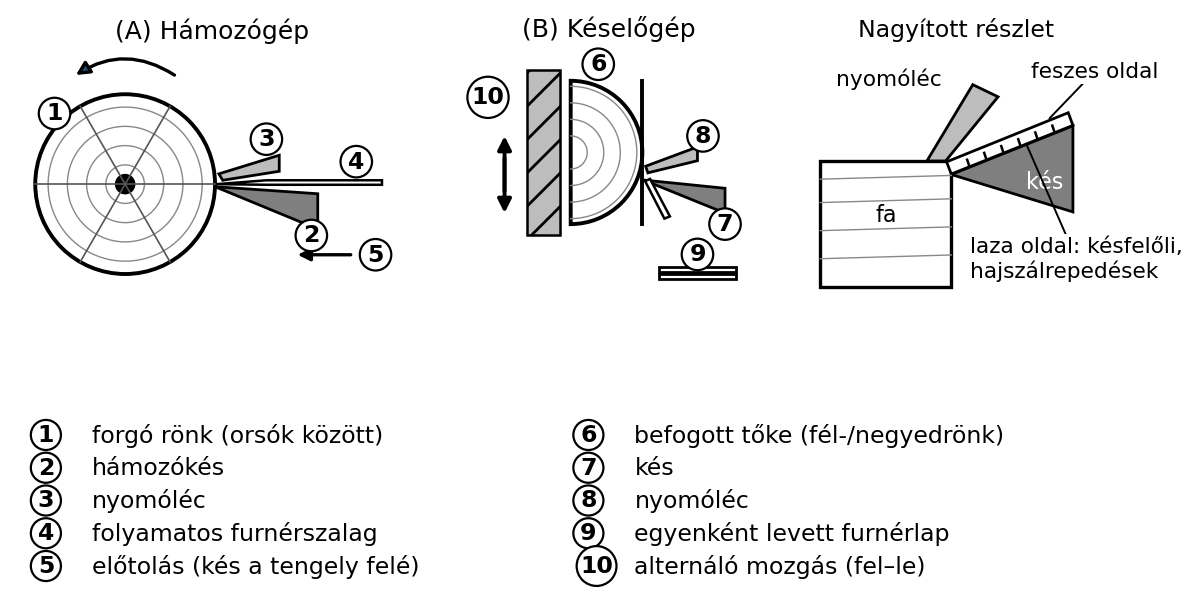 (A) Hámozógép
(B) Késelőgép
Nagyított részlet
1
3
4
2
5
6
10
8
7
9
nyomóléc
feszes oldal
kés
fa
laza oldal: késfelőli,
hajszálrepedések
1 forgó rönk (orsók között)
2 hámozókés
3 nyomóléc
4 folyamatos furnérszalag
5 előtolás (kés a tengely felé)
6 befogott tőke (fél-/negyedrönk)
7 kés
8 nyomóléc
9 egyenként levett furnérlap
10 alternáló mozgás (fel–le)